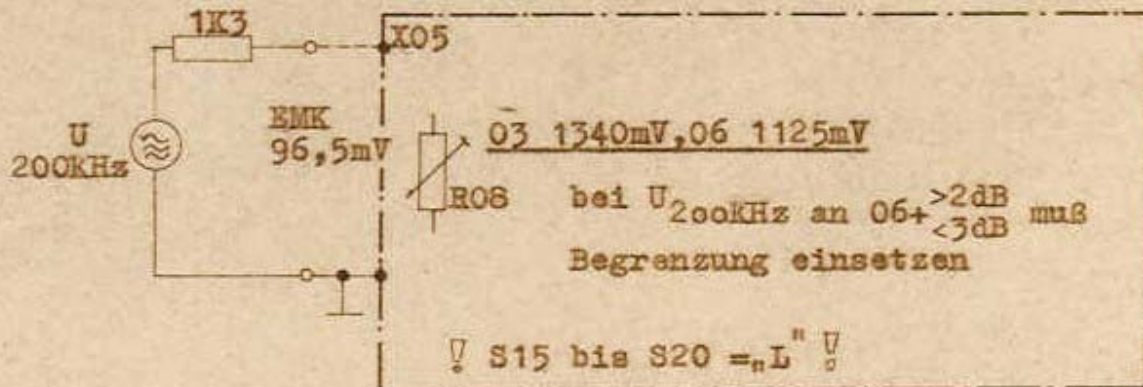 1K3
X05
U
200KHz
EMK
96,5mV
03 1340mV,06 1125mV
R08
bei U200KHz an 06+ >2dB <3dB muß
Begrenzung einsetzen
! S15 bis S20 =„L" !